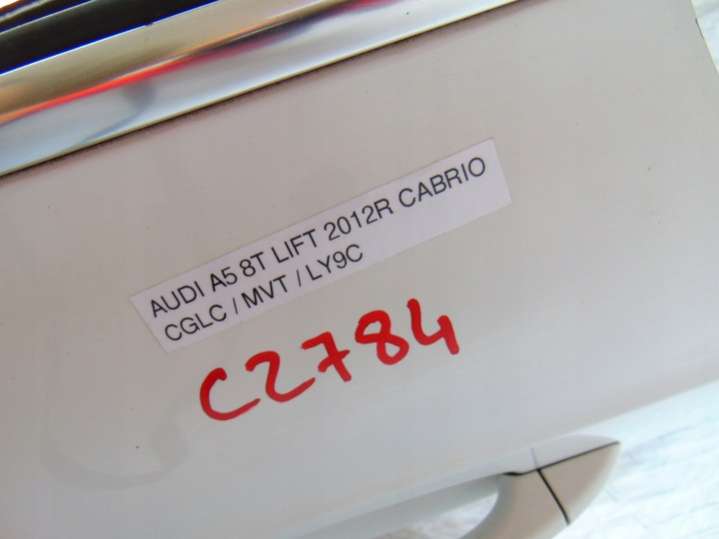 AUDI A5 8T LIFT 2012R CABRIO
CGLC / MVT / LY9C
C2784